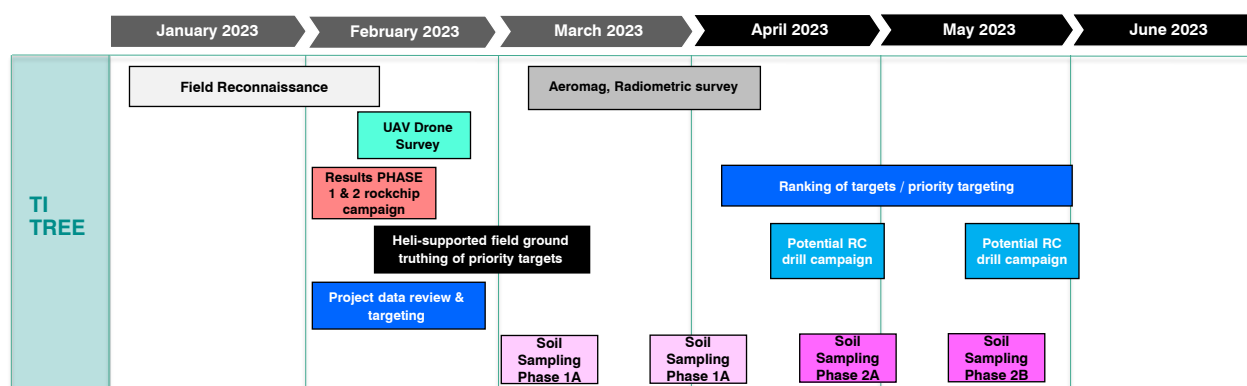 January 2023
February 2023
March 2023
April 2023
May 2023
June 2023
TI
TREE
Field Reconnaissance
Aeromag, Radiometric survey
UAV Drone
Survey
Results PHASE
1 & 2 rockchip
campaign
Ranking of targets / priority targeting
Heli-supported field ground
truthing of priority targets
Potential RC
drill campaign
Potential RC
drill campaign
Project data review &
targeting
Soil
Sampling
Phase 1A
Soil
Sampling
Phase 1A
Soil
Sampling
Phase 2A
Soil
Sampling
Phase 2B